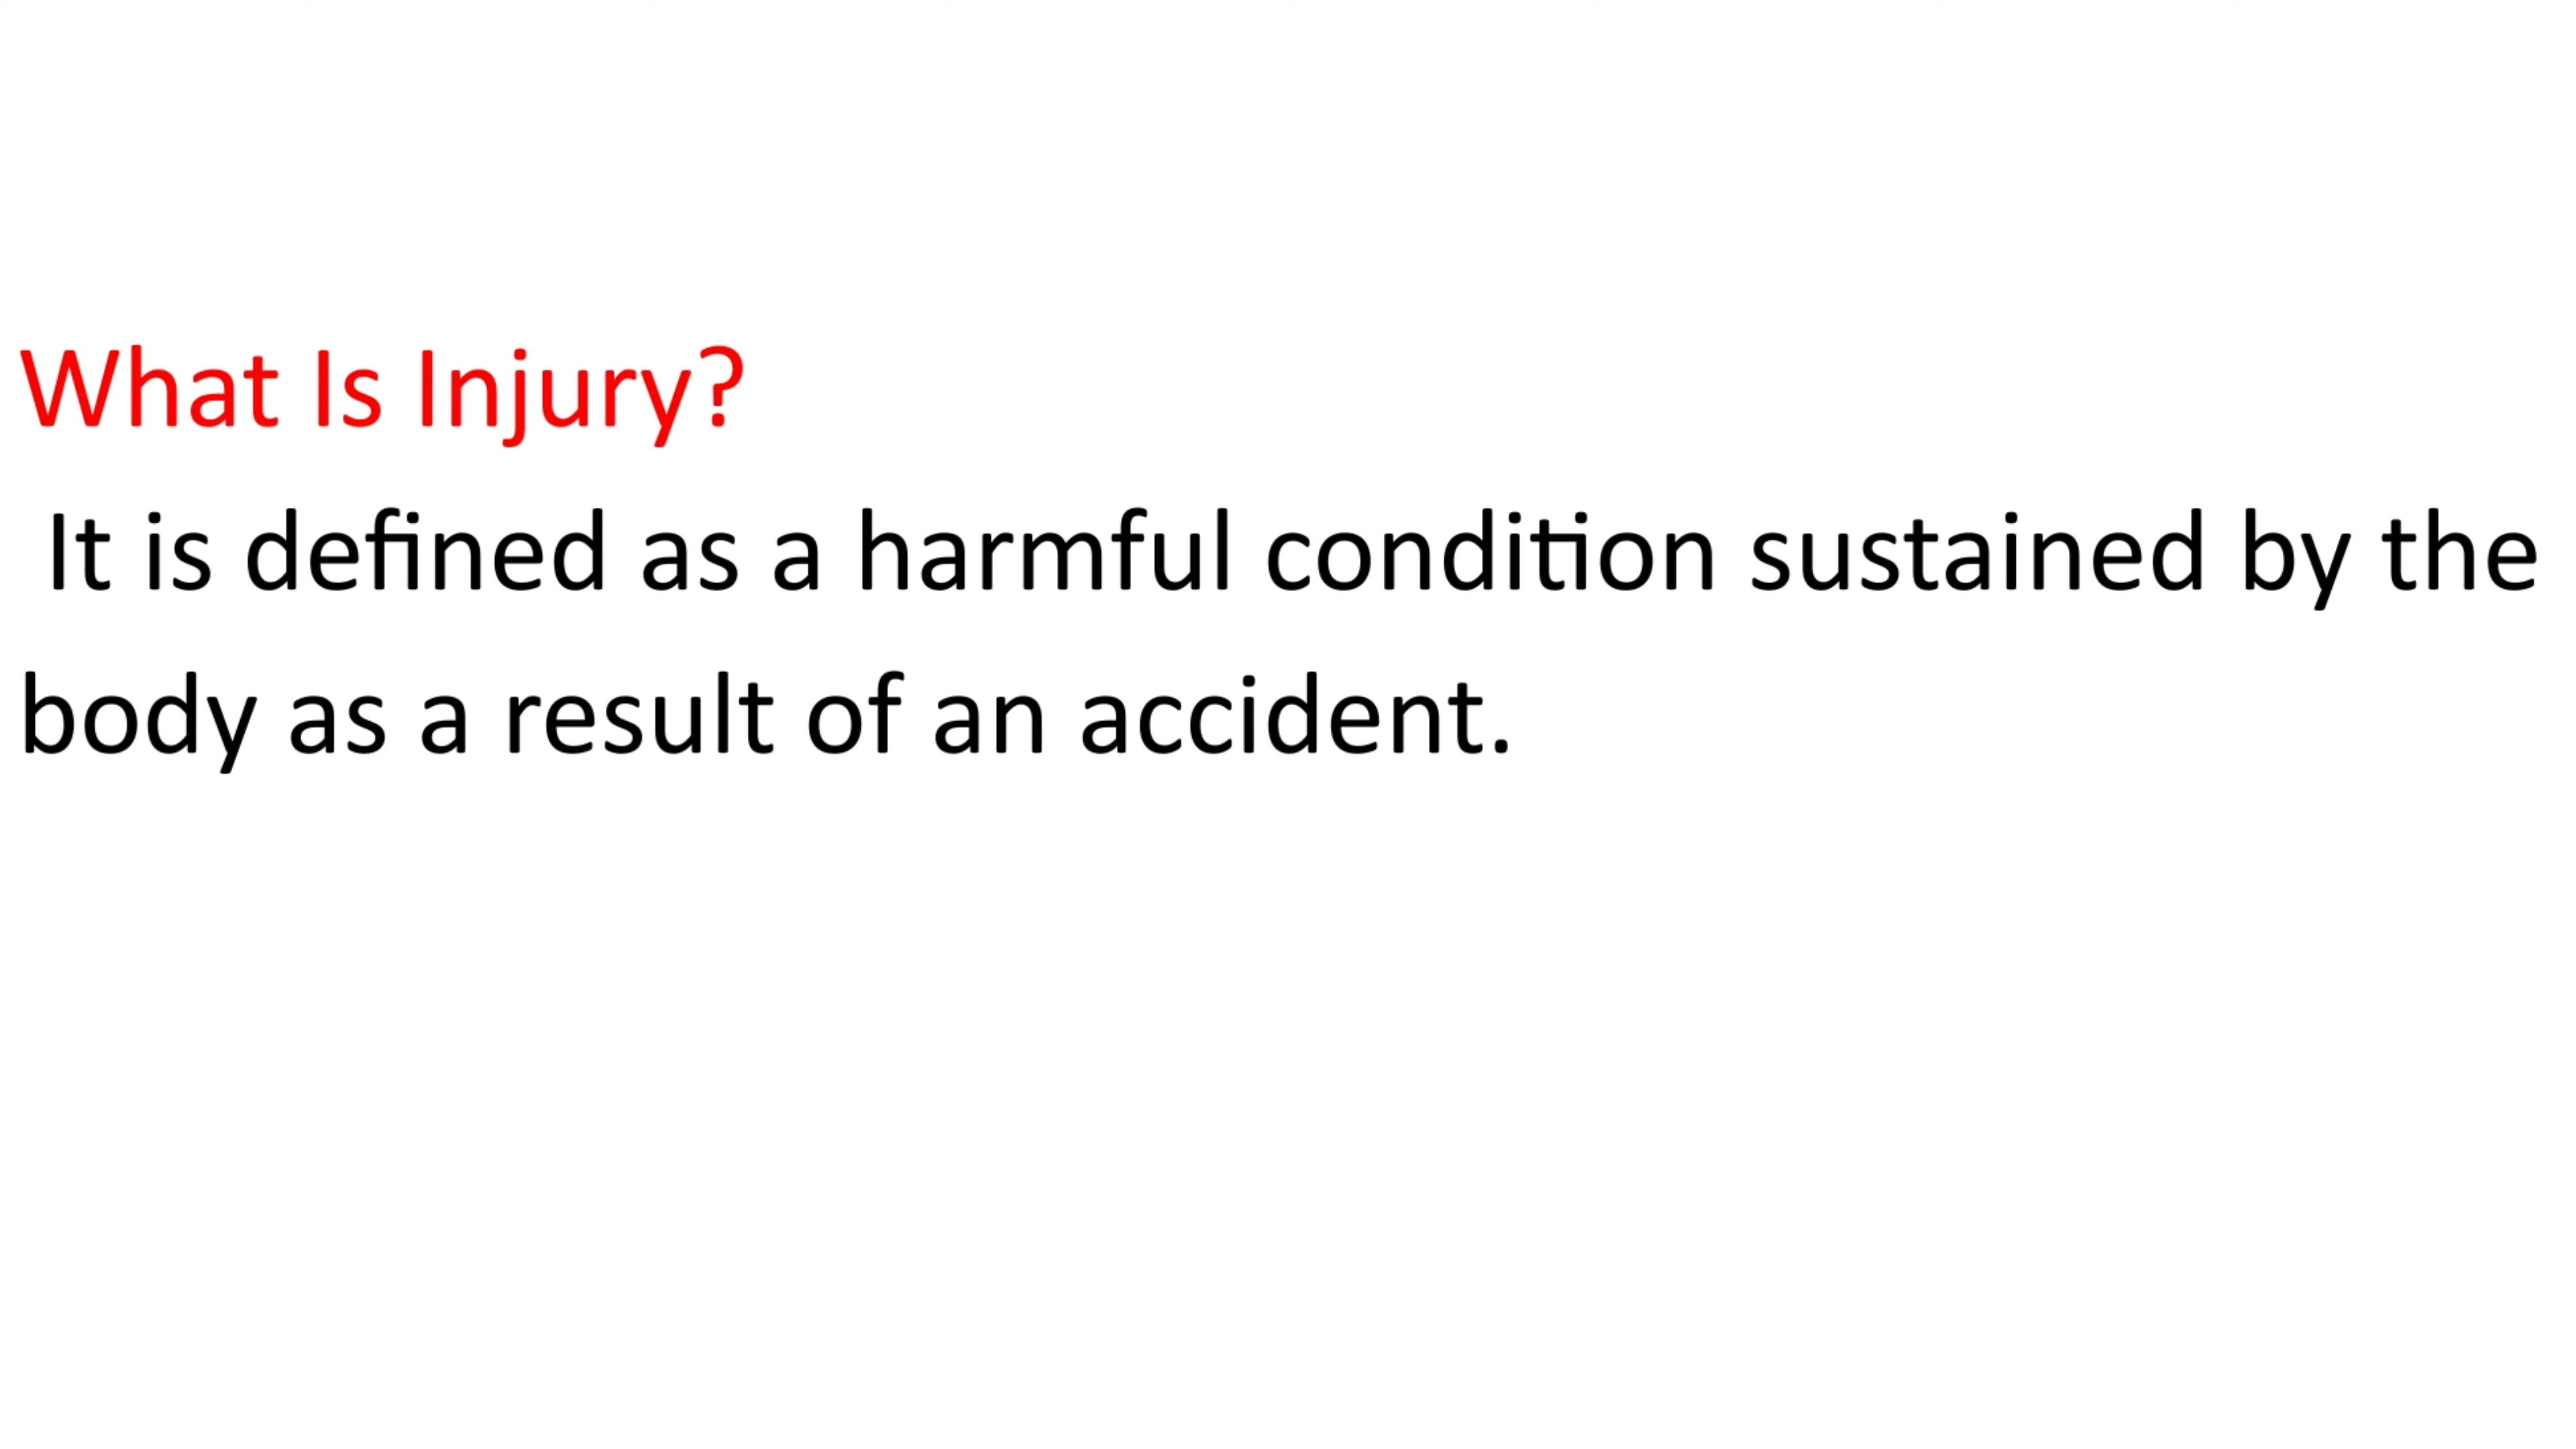 What Is Injury?
It is defined as a harmful condition sustained by the
body as a result of an accident.